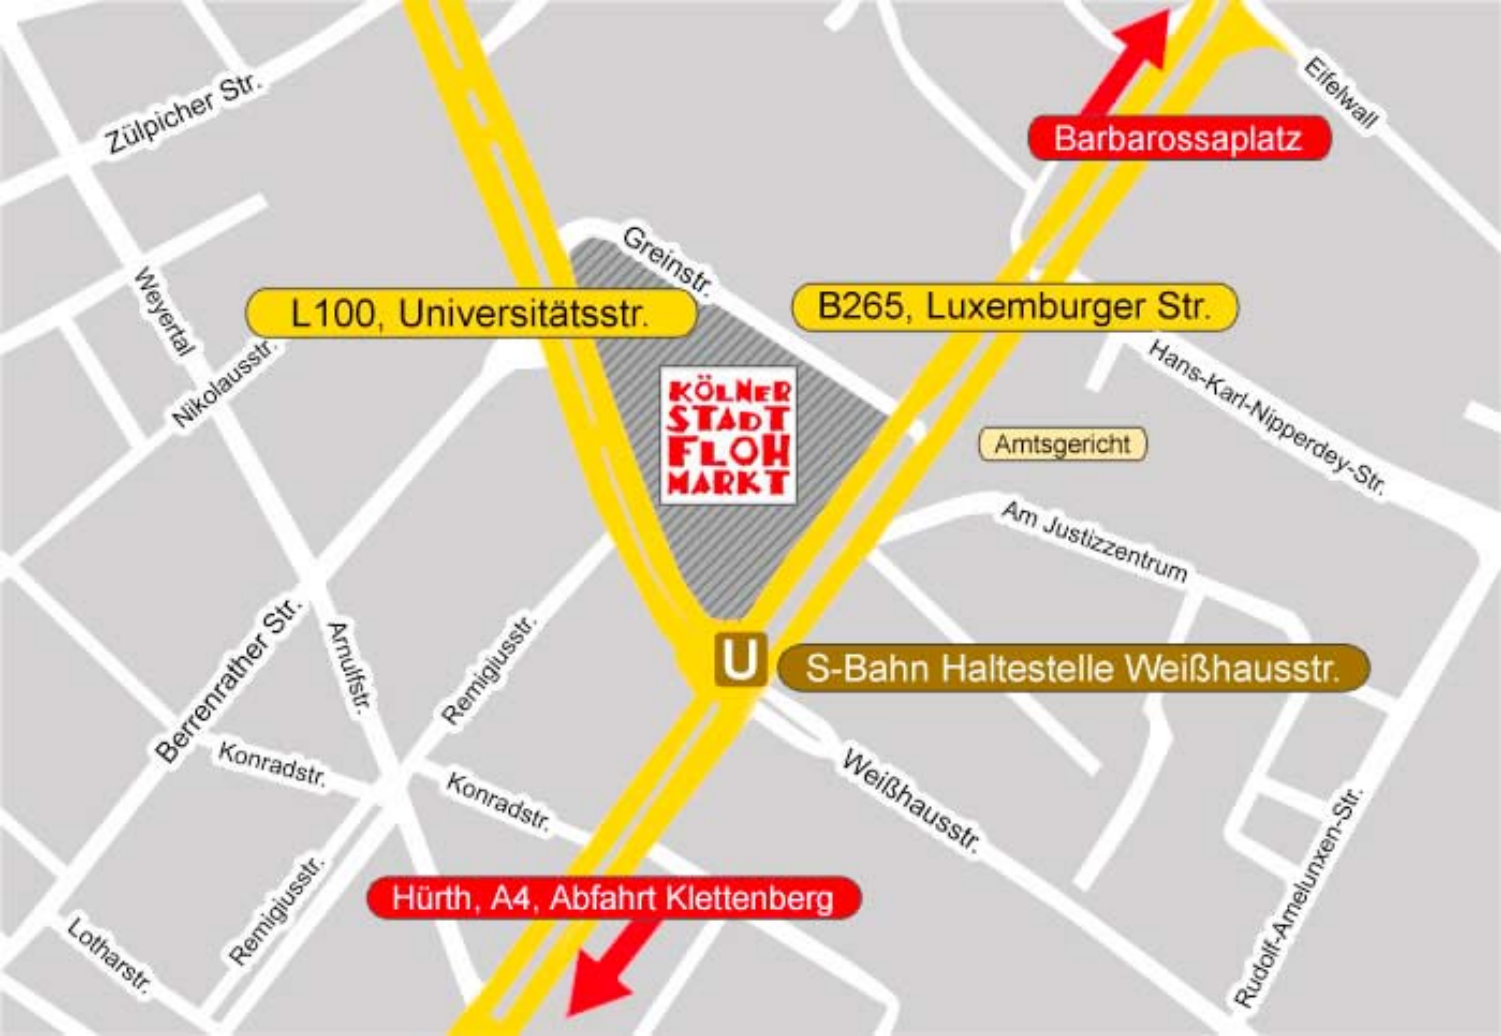 Zülpicher Str.
Eifelwall
Barbarossaplatz
Greinstr.
Weyertal
L100, Universitätsstr.
B265, Luxemburger Str.
Nikolausstr.
Hans-Karl-Nipperdey-Str.
KÖLNER
STADT
FLOH
MARKT
Amtsgericht
Am Justizzentrum
Berrenrather Str.
Arnulfstr.
Remigiusstr.
U
S-Bahn Haltestelle Weißhausstr.
Konradstr.
Konradstr.
Weißhausstr.
Rudolf-Amelunxen-Str.
Hürth, A4, Abfahrt Klettenberg
Remigiusstr.
Lotharstr.